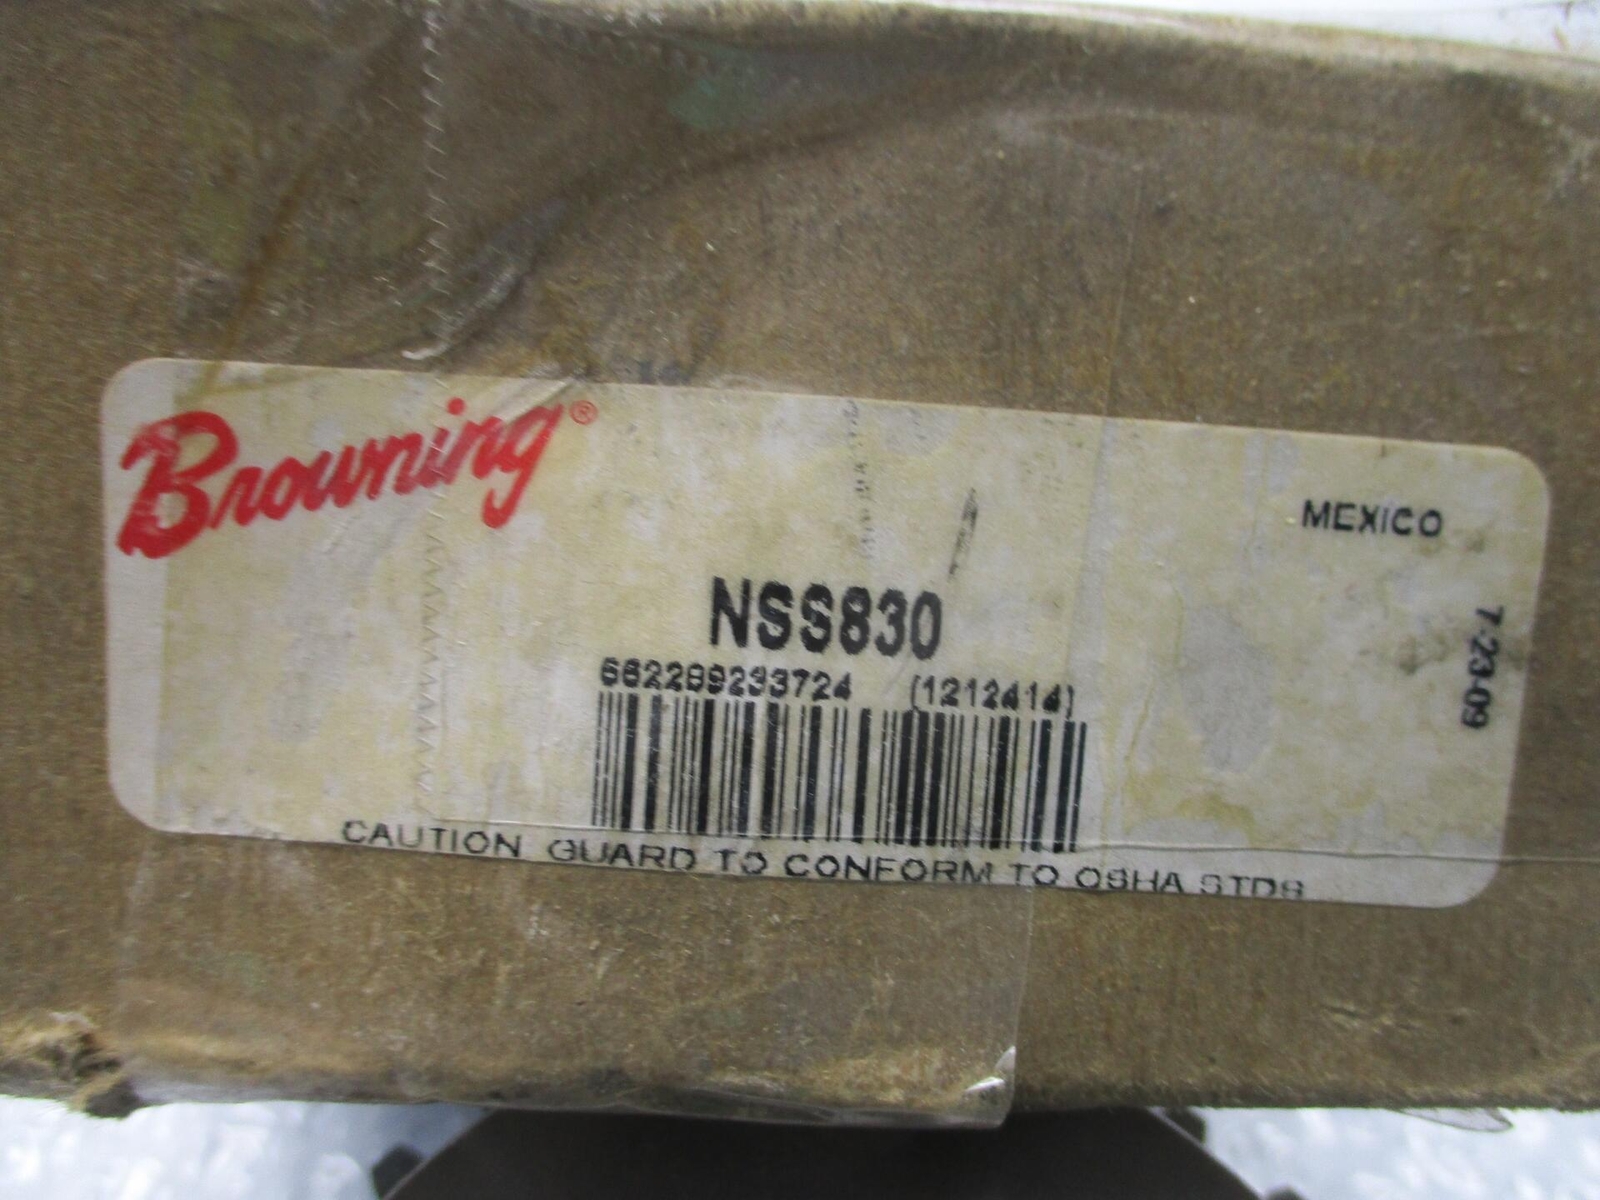 Browning®
MEXICO
NSS830
662289233724 (1212414)
7-23-09
CAUTION GUARD TO CONFORM TO OSHA STDS